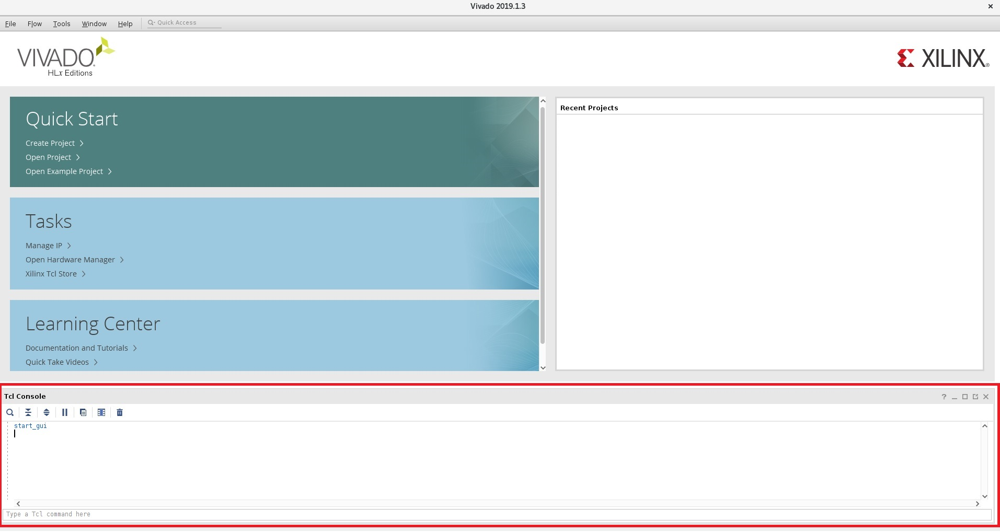 Vivado 2019.1.3
File Flow Tools Window Help Quick Access
VIVADO
HLx Editions
XILINX®
Quick Start
Create Project
Open Project
Open Example Project
Recent Projects
Tasks
Manage IP
Open Hardware Manager
Xilinx Tcl Store
Learning Center
Documentation and Tutorials
Quick Take Videos
Tcl Console
start_gui
Type a Tcl command here